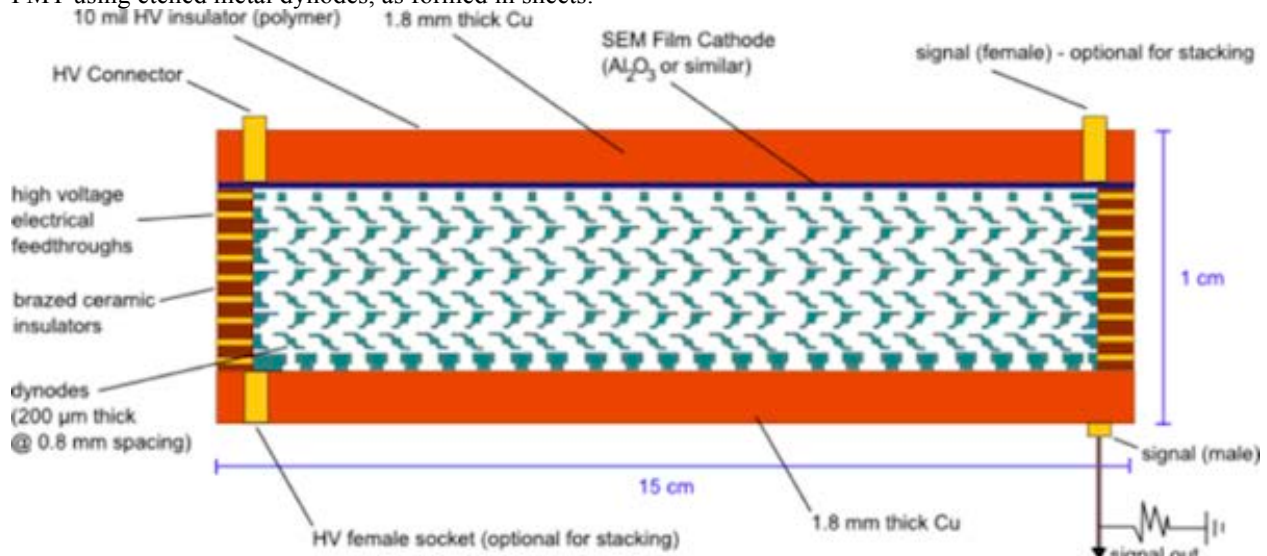 PMT using etched metal dynodes, as formed in sheets.
10 mil HV insulator (polymer)
1.8 mm thick Cu
SEM Film Cathode
(Al2O3 or similar)
signal (female) - optional for stacking
HV Connector
high voltage
electrical
feedthroughs
brazed ceramic
insulators
1 cm
dynodes
(200 µm thick
@ 0.8 mm spacing)
signal (male)
15 cm
HV female socket (optional for stacking)
1.8 mm thick Cu
signal out